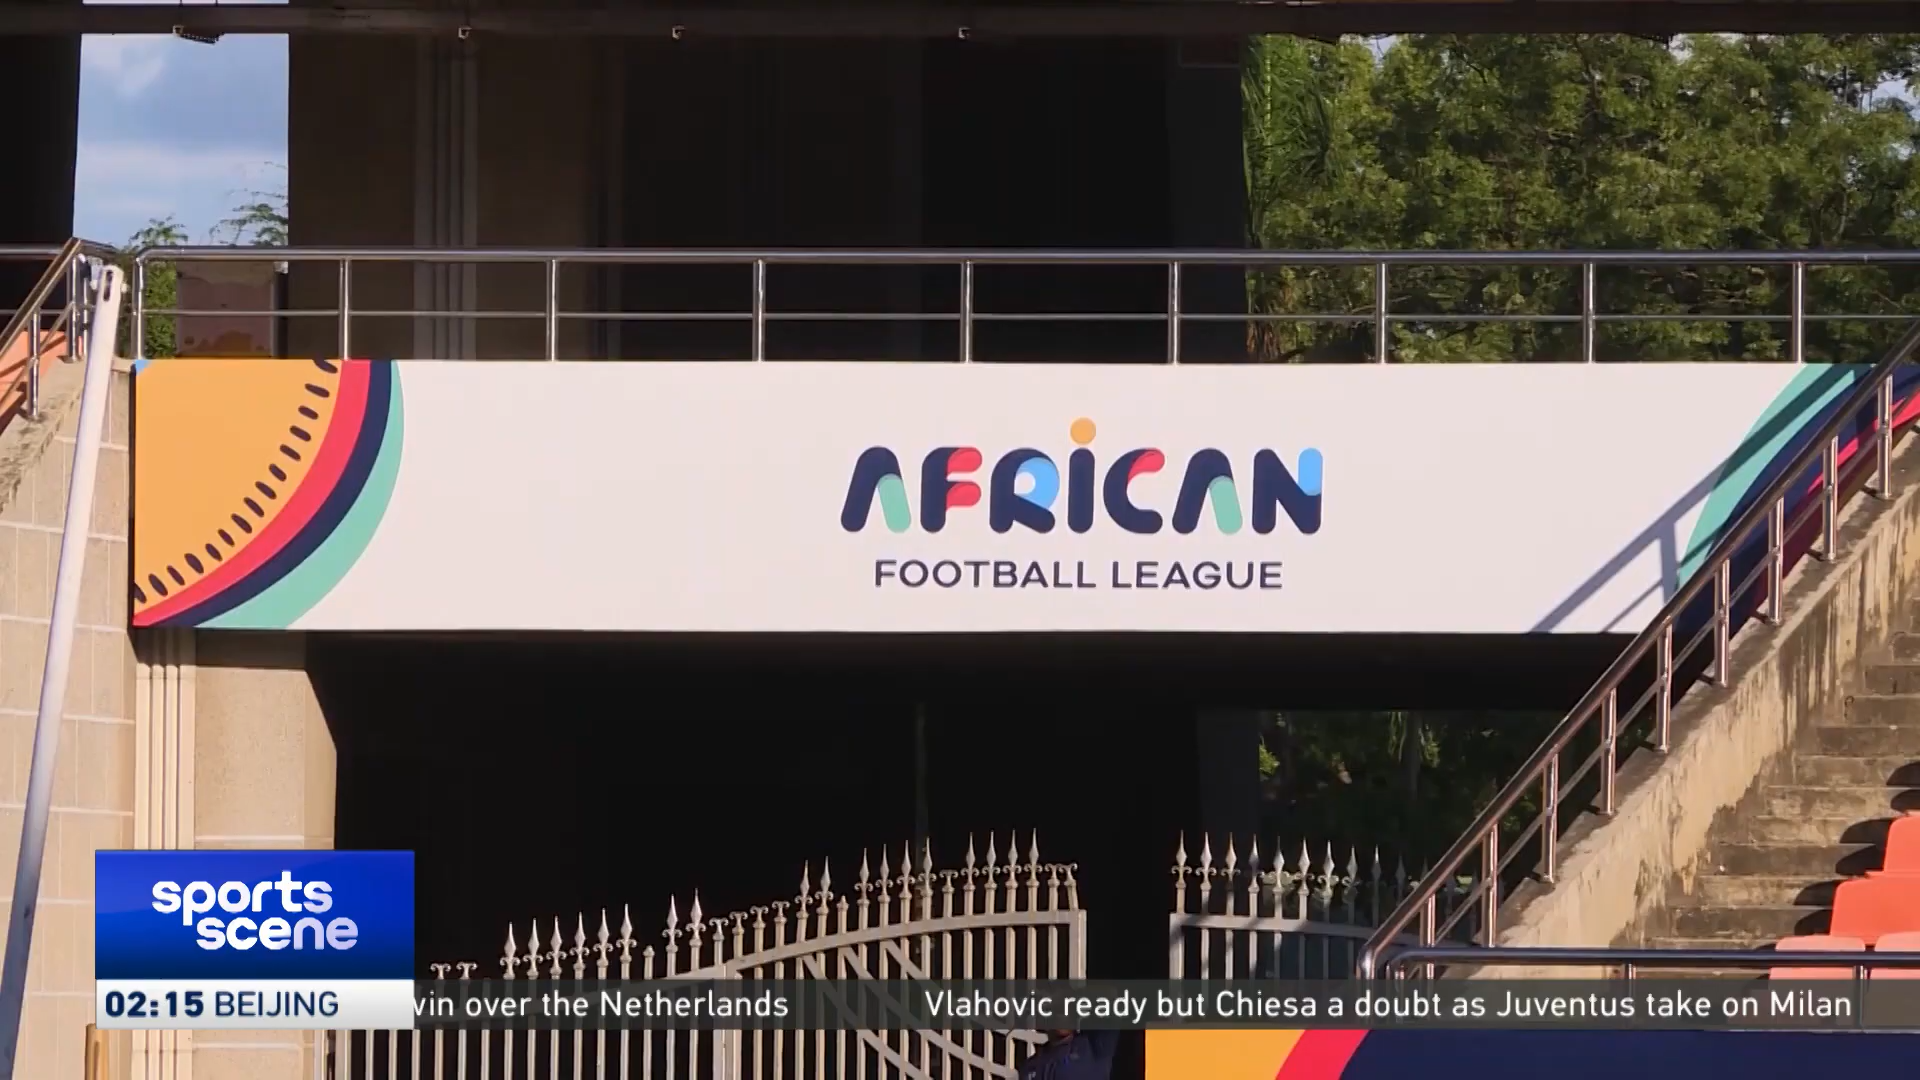 AFRICAN
FOOTBALL LEAGUE
sports
scene
02:15 BEIJING
win over the Netherlands
Vlahovic ready but Chiesa a doubt as Juventus take on Milan